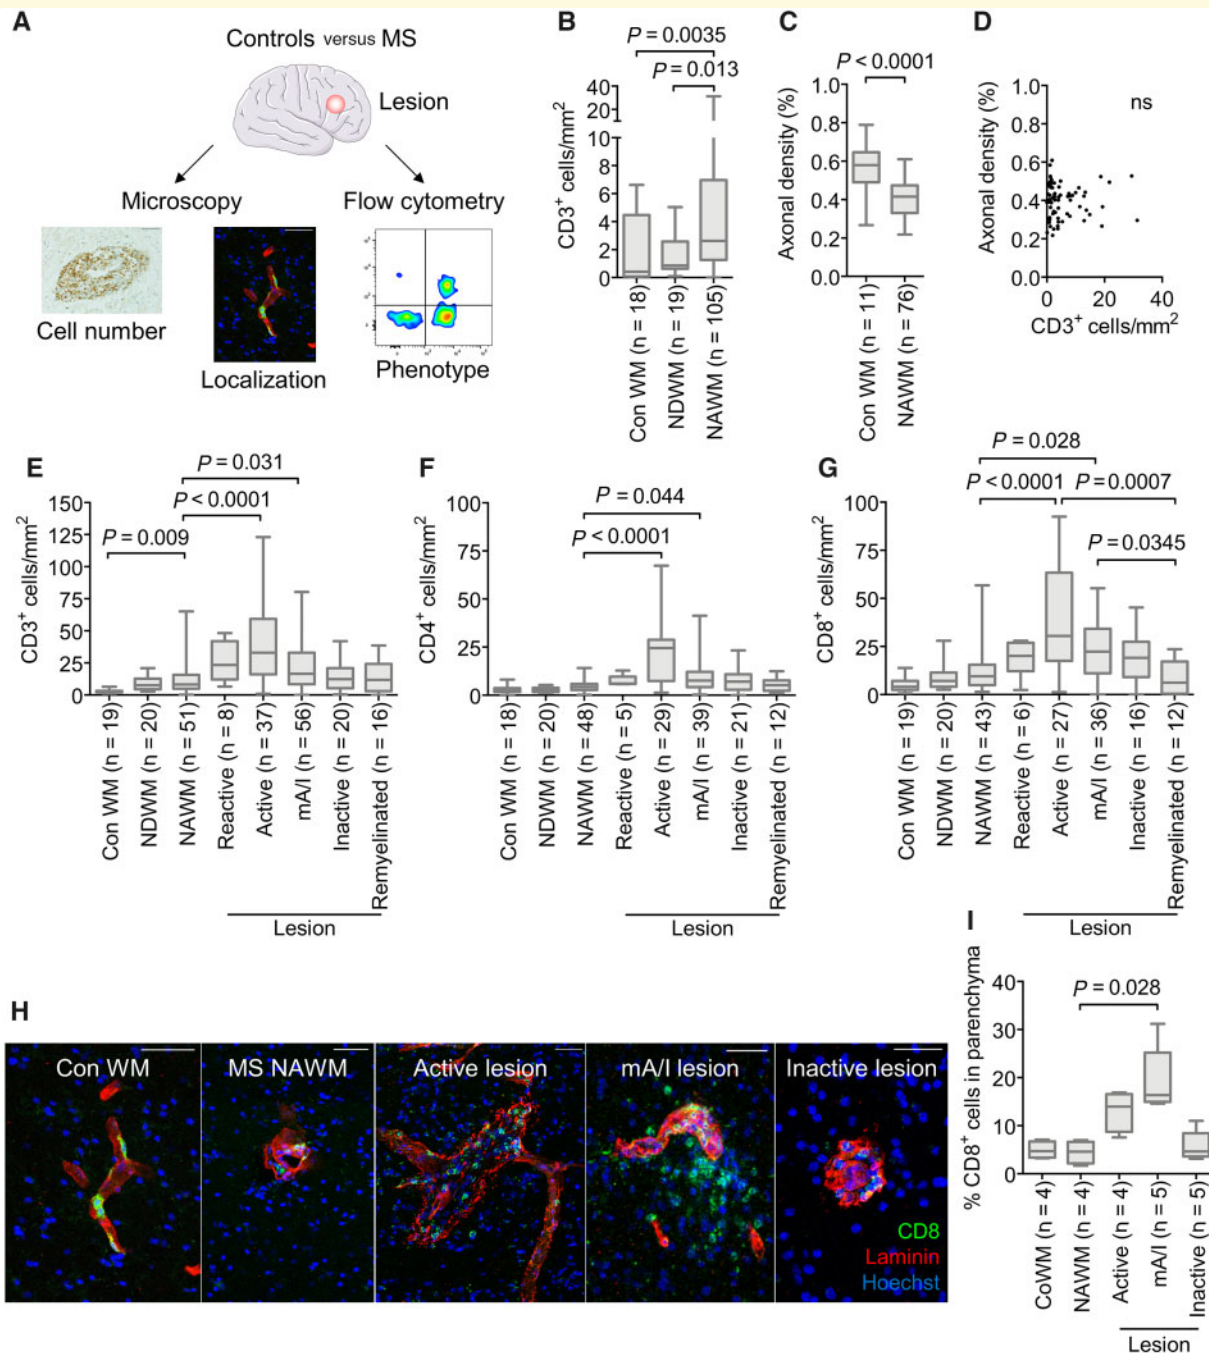 A
Controls versus MS
Lesion
Microscopy
Flow cytometry
Cell number
Localization
Phenotype
B
P = 0.0035
P = 0.013
CD3+ cells/mm2
40
20
10
8
6
4
2
0
Con WM (n = 18)
NDWM (n = 19)
NAWM (n = 105)
C
P < 0.0001
Axonal density (%)
1.0
0.8
0.6
0.4
0.2
0.0
Con WM (n = 11)
NAWM (n = 76)
D
ns
Axonal density (%)
1.0
0.8
0.6
0.4
0.2
0.0
0 20 40
CD3+ cells/mm2
E
P = 0.031
P < 0.0001
P = 0.009
CD3+ cells/mm2
150
125
100
75
50
25
0
Con WM (n = 19)
NDWM (n = 20)
NAWM (n = 51)
Reactive (n = 8)
Active (n = 37)
mA/I (n = 56)
Inactive (n = 20)
Remyelinated (n = 16)
Lesion
F
P = 0.044
P < 0.0001
CD4+ cells/mm2
100
50
0
Con WM (n = 18)
NDWM (n = 20)
NAWM (n = 48)
Reactive (n = 5)
Active (n = 29)
mA/I (n = 39)
Inactive (n = 21)
Remyelinated (n = 12)
Lesion
G
P = 0.028
P < 0.0001
P = 0.0007
P = 0.0345
CD8+ cells/mm2
100
50
0
Con WM (n = 19)
NDWM (n = 20)
NAWM (n = 43)
Reactive (n = 6)
Active (n = 27)
mA/I (n = 36)
Inactive (n = 16)
Remyelinated (n = 12)
Lesion
H
Con WM
MS NAWM
Active lesion
mA/I lesion
Inactive lesion
CD8
Laminin
Hoechst
I
P = 0.028
% CD8+ cells in parenchyma
40
30
20
10
0
CoWM (n = 4)
NAWM (n = 4)
Active (n = 4)
mA/I (n = 5)
Inactive (n = 5)
Lesion